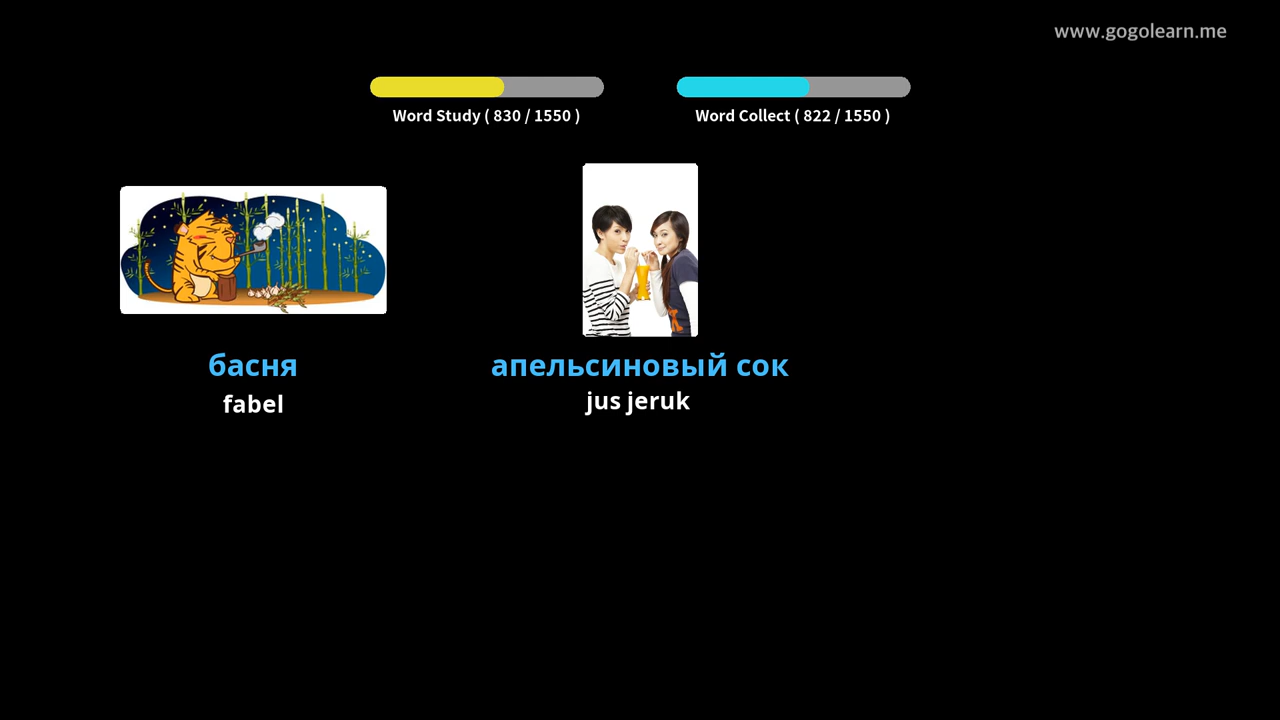 www.gogolearn.me
Word Study ( 830 / 1550 )
Word Collect ( 822 / 1550 )
басня
fabel
апельсиновый сок
jus jeruk